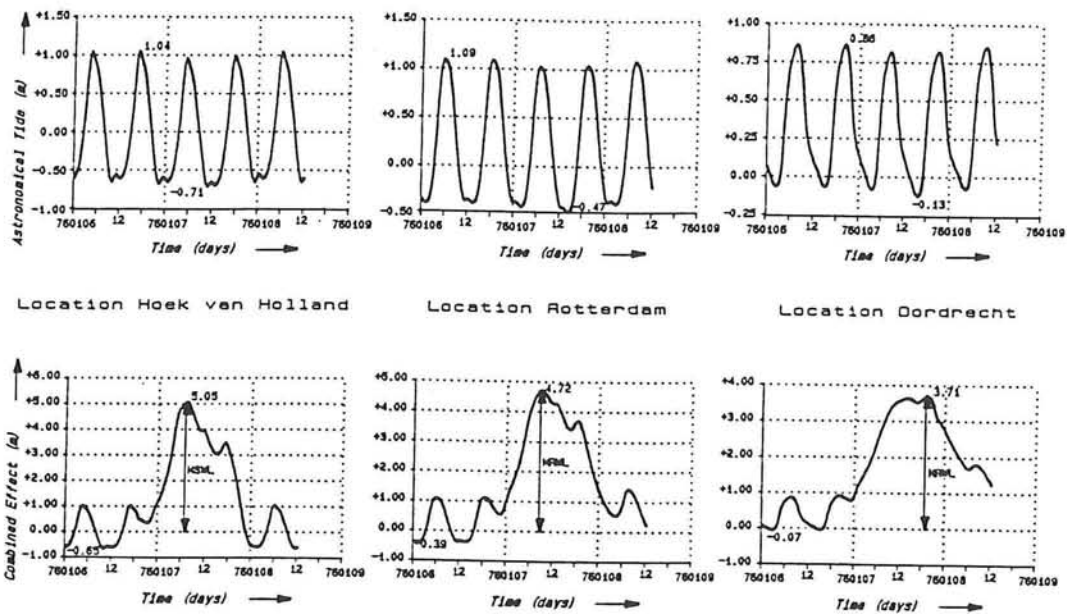 Astronomical Tide (m)
+1.50
+1.00
+0.50
0.00
-0.50
-1.00
1.04
-0.71
760106 12 760107 12 760108 12 760109
Time (days)
+1.50
+1.00
+0.50
0.00
-0.50
1.09
-0.47
760106 12 760107 12 760108 12 760109
Time (days)
+1.00
+0.75
+0.50
+0.25
+0.00
-0.25
0.86
-0.13
760106 12 760107 12 760108 12 760109
Time (days)
Location Hoek van Holland
Location Rotterdam
Location Dordrecht
Combined Effect (m)
+6.00
+5.00
+4.00
+3.00
+2.00
+1.00
0.00
-1.00
5.05
-0.65
760106 12 760107 12 760108 12 760109
Time (days)
+5.00
+4.00
+3.00
+2.00
+1.00
0.00
-1.00
4.72
MRWL
0.39
760106 12 760107 12 760108 12 760109
Time (days)
+4.00
+3.00
+2.00
+1.00
0.00
-1.00
3.71
MRWL
-0.07
760106 12 760107 12 760108 12 760109
Time (days)